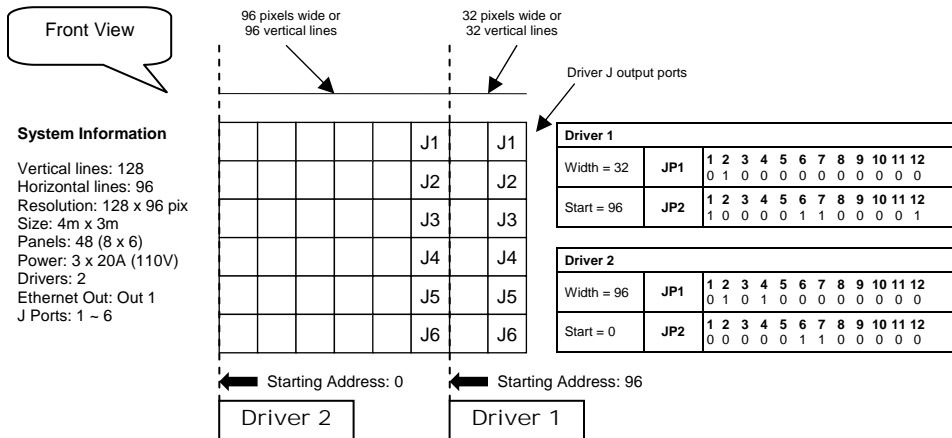 Front View
96 pixels wide or
96 vertical lines
32 pixels wide or
32 vertical lines
Driver J output ports
System Information
Vertical lines: 128
Horizontal lines: 96
Resolution: 128 x 96 pix
Size: 4m x 3m
Panels: 48 (8 x 6)
Power: 3 x 20A (110V)
Drivers: 2
Ethernet Out: Out 1
J Ports: 1 ~ 6
J1 J1
J2 J2
J3 J3
J4 J4
J5 J5
J6 J6
Driver 1
Width = 32 JP1 1 2 3 4 5 6 7 8 9 10 11 12
0 1 0 0 0 0 0 0 0 0 0 0
Start = 96 JP2 1 2 3 4 5 6 7 8 9 10 11 12
1 0 0 0 0 1 1 0 0 0 0 1
Driver 2
Width = 96 JP1 1 2 3 4 5 6 7 8 9 10 11 12
0 1 0 1 0 0 0 0 0 0 0 0
Start = 0 JP2 1 2 3 4 5 6 7 8 9 10 11 12
0 0 0 0 0 1 1 0 0 0 0 0
Starting Address: 0
Starting Address: 96
Driver 2
Driver 1